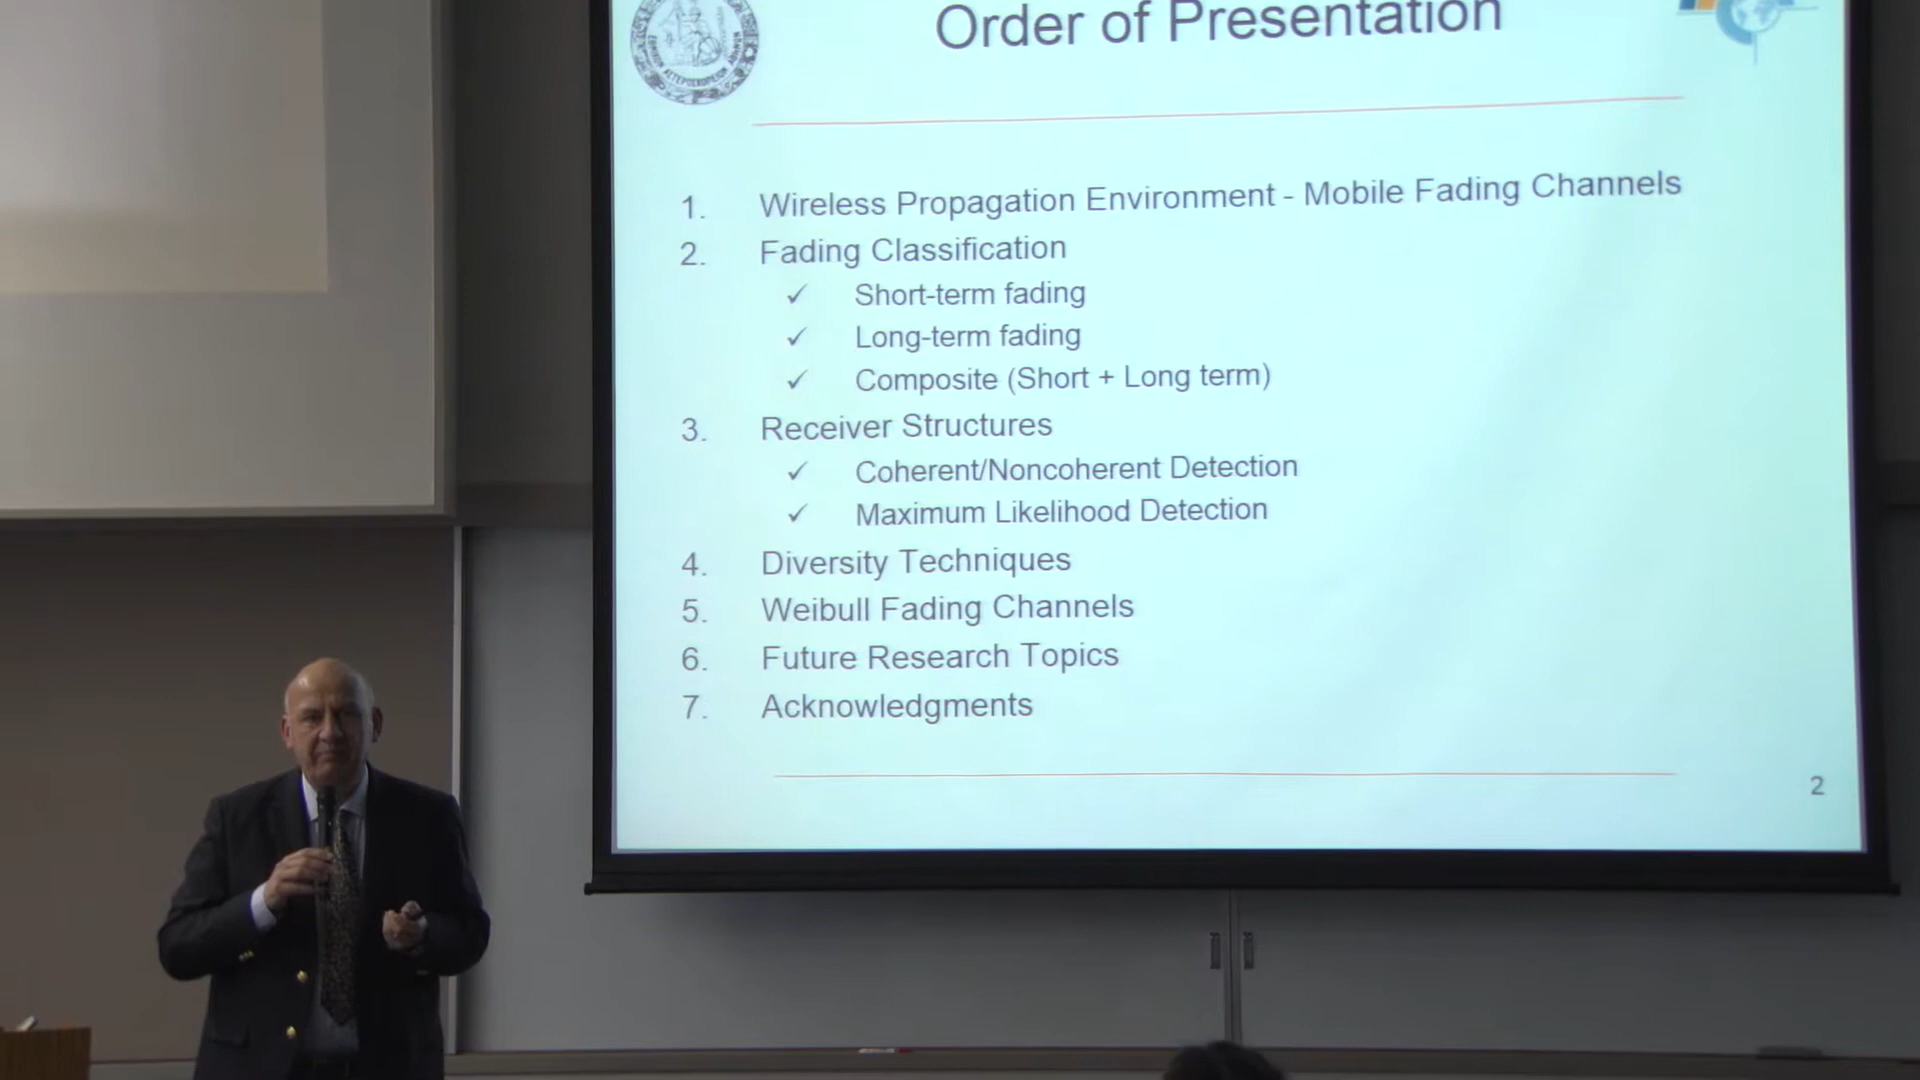 Order of Presentation
1. Wireless Propagation Environment - Mobile Fading Channels
2. Fading Classification
✓ Short-term fading
✓ Long-term fading
✓ Composite (Short + Long term)
3. Receiver Structures
✓ Coherent/Noncoherent Detection
✓ Maximum Likelihood Detection
4. Diversity Techniques
5. Weibull Fading Channels
6. Future Research Topics
7. Acknowledgments
2